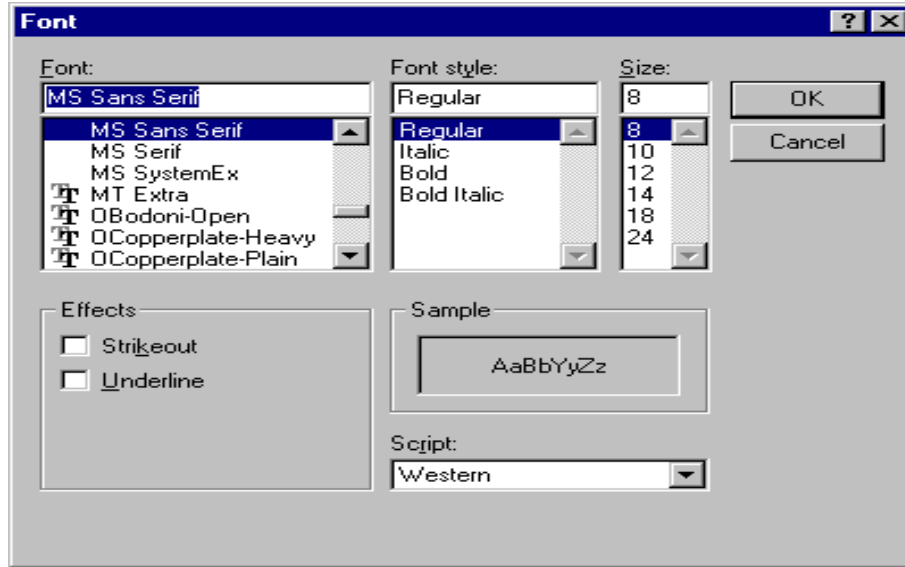 Font
Font:
MS Sans Serif
MS Sans Serif
MS Serif
MS SystemEx
MT Extra
OBodoni-Open
OCopperplate-Heavy
OCopperplate-Plain
Font style:
Regular
Regular
Italic
Bold
Bold Italic
Size:
8
8
10
12
14
18
24
OK
Cancel
Effects
Strikeout
Underline
Sample
AaBbYyZz
Script:
Western